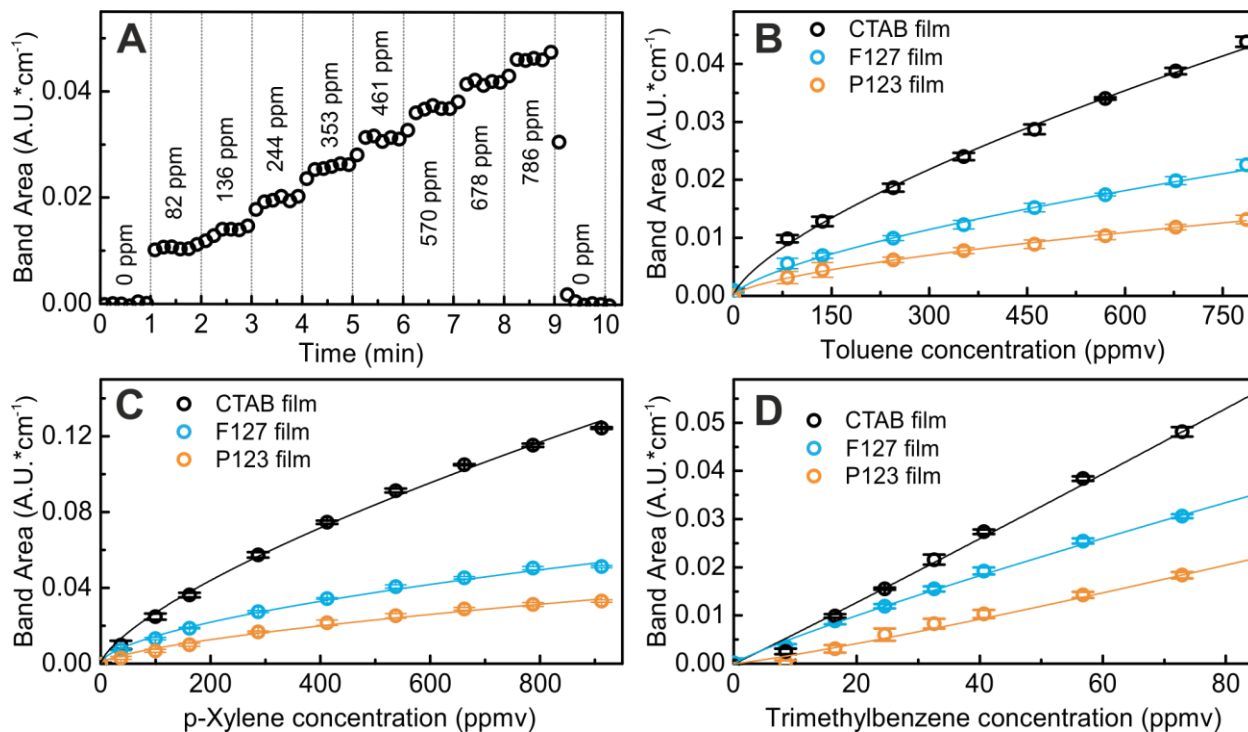 A
Band Area (A.U.*cm-1)
0.04
0.02
0.00
0 ppm
82 ppm
136 ppm
244 ppm
353 ppm
461 ppm
570 ppm
678 ppm
786 ppm
0 ppm
0 1 2 3 4 5 6 7 8 9 10
Time (min)
B
CTAB film
F127 film
P123 film
Band Area (A.U.*cm-1)
0.04
0.03
0.02
0.01
0.00
0 150 300 450 600 750
Toluene concentration (ppmv)
C
CTAB film
F127 film
P123 film
Band Area (A.U.*cm-1)
0.12
0.08
0.04
0.00
0 200 400 600 800
p-Xylene concentration (ppmv)
D
CTAB film
F127 film
P123 film
Band Area (A.U.*cm-1)
0.05
0.04
0.03
0.02
0.01
0.00
0 20 40 60 80
Trimethylbenzene concentration (ppmv)